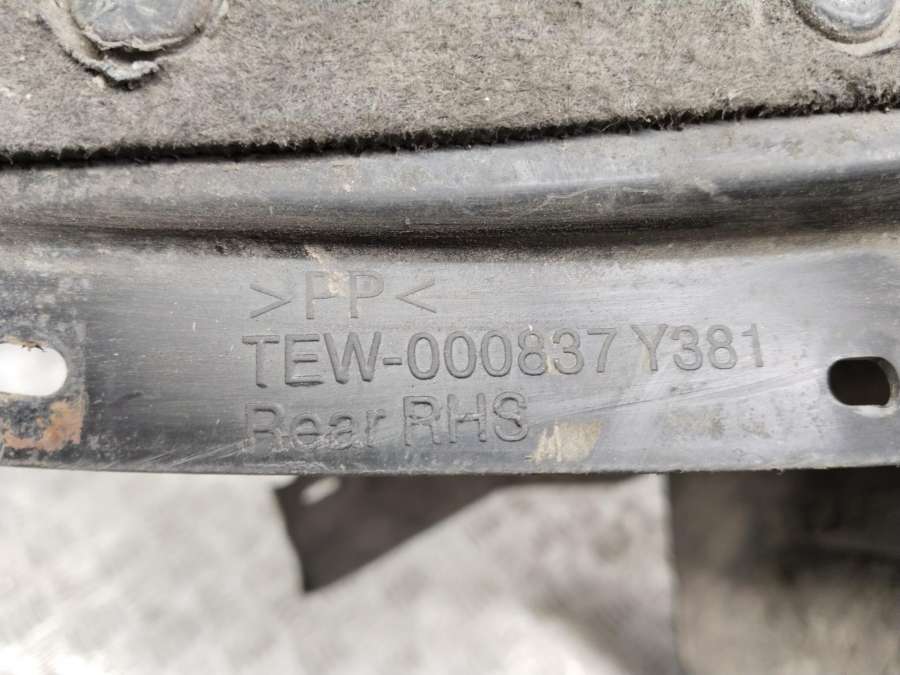 >PP<
TEW-000837 Y381
Rear RHS